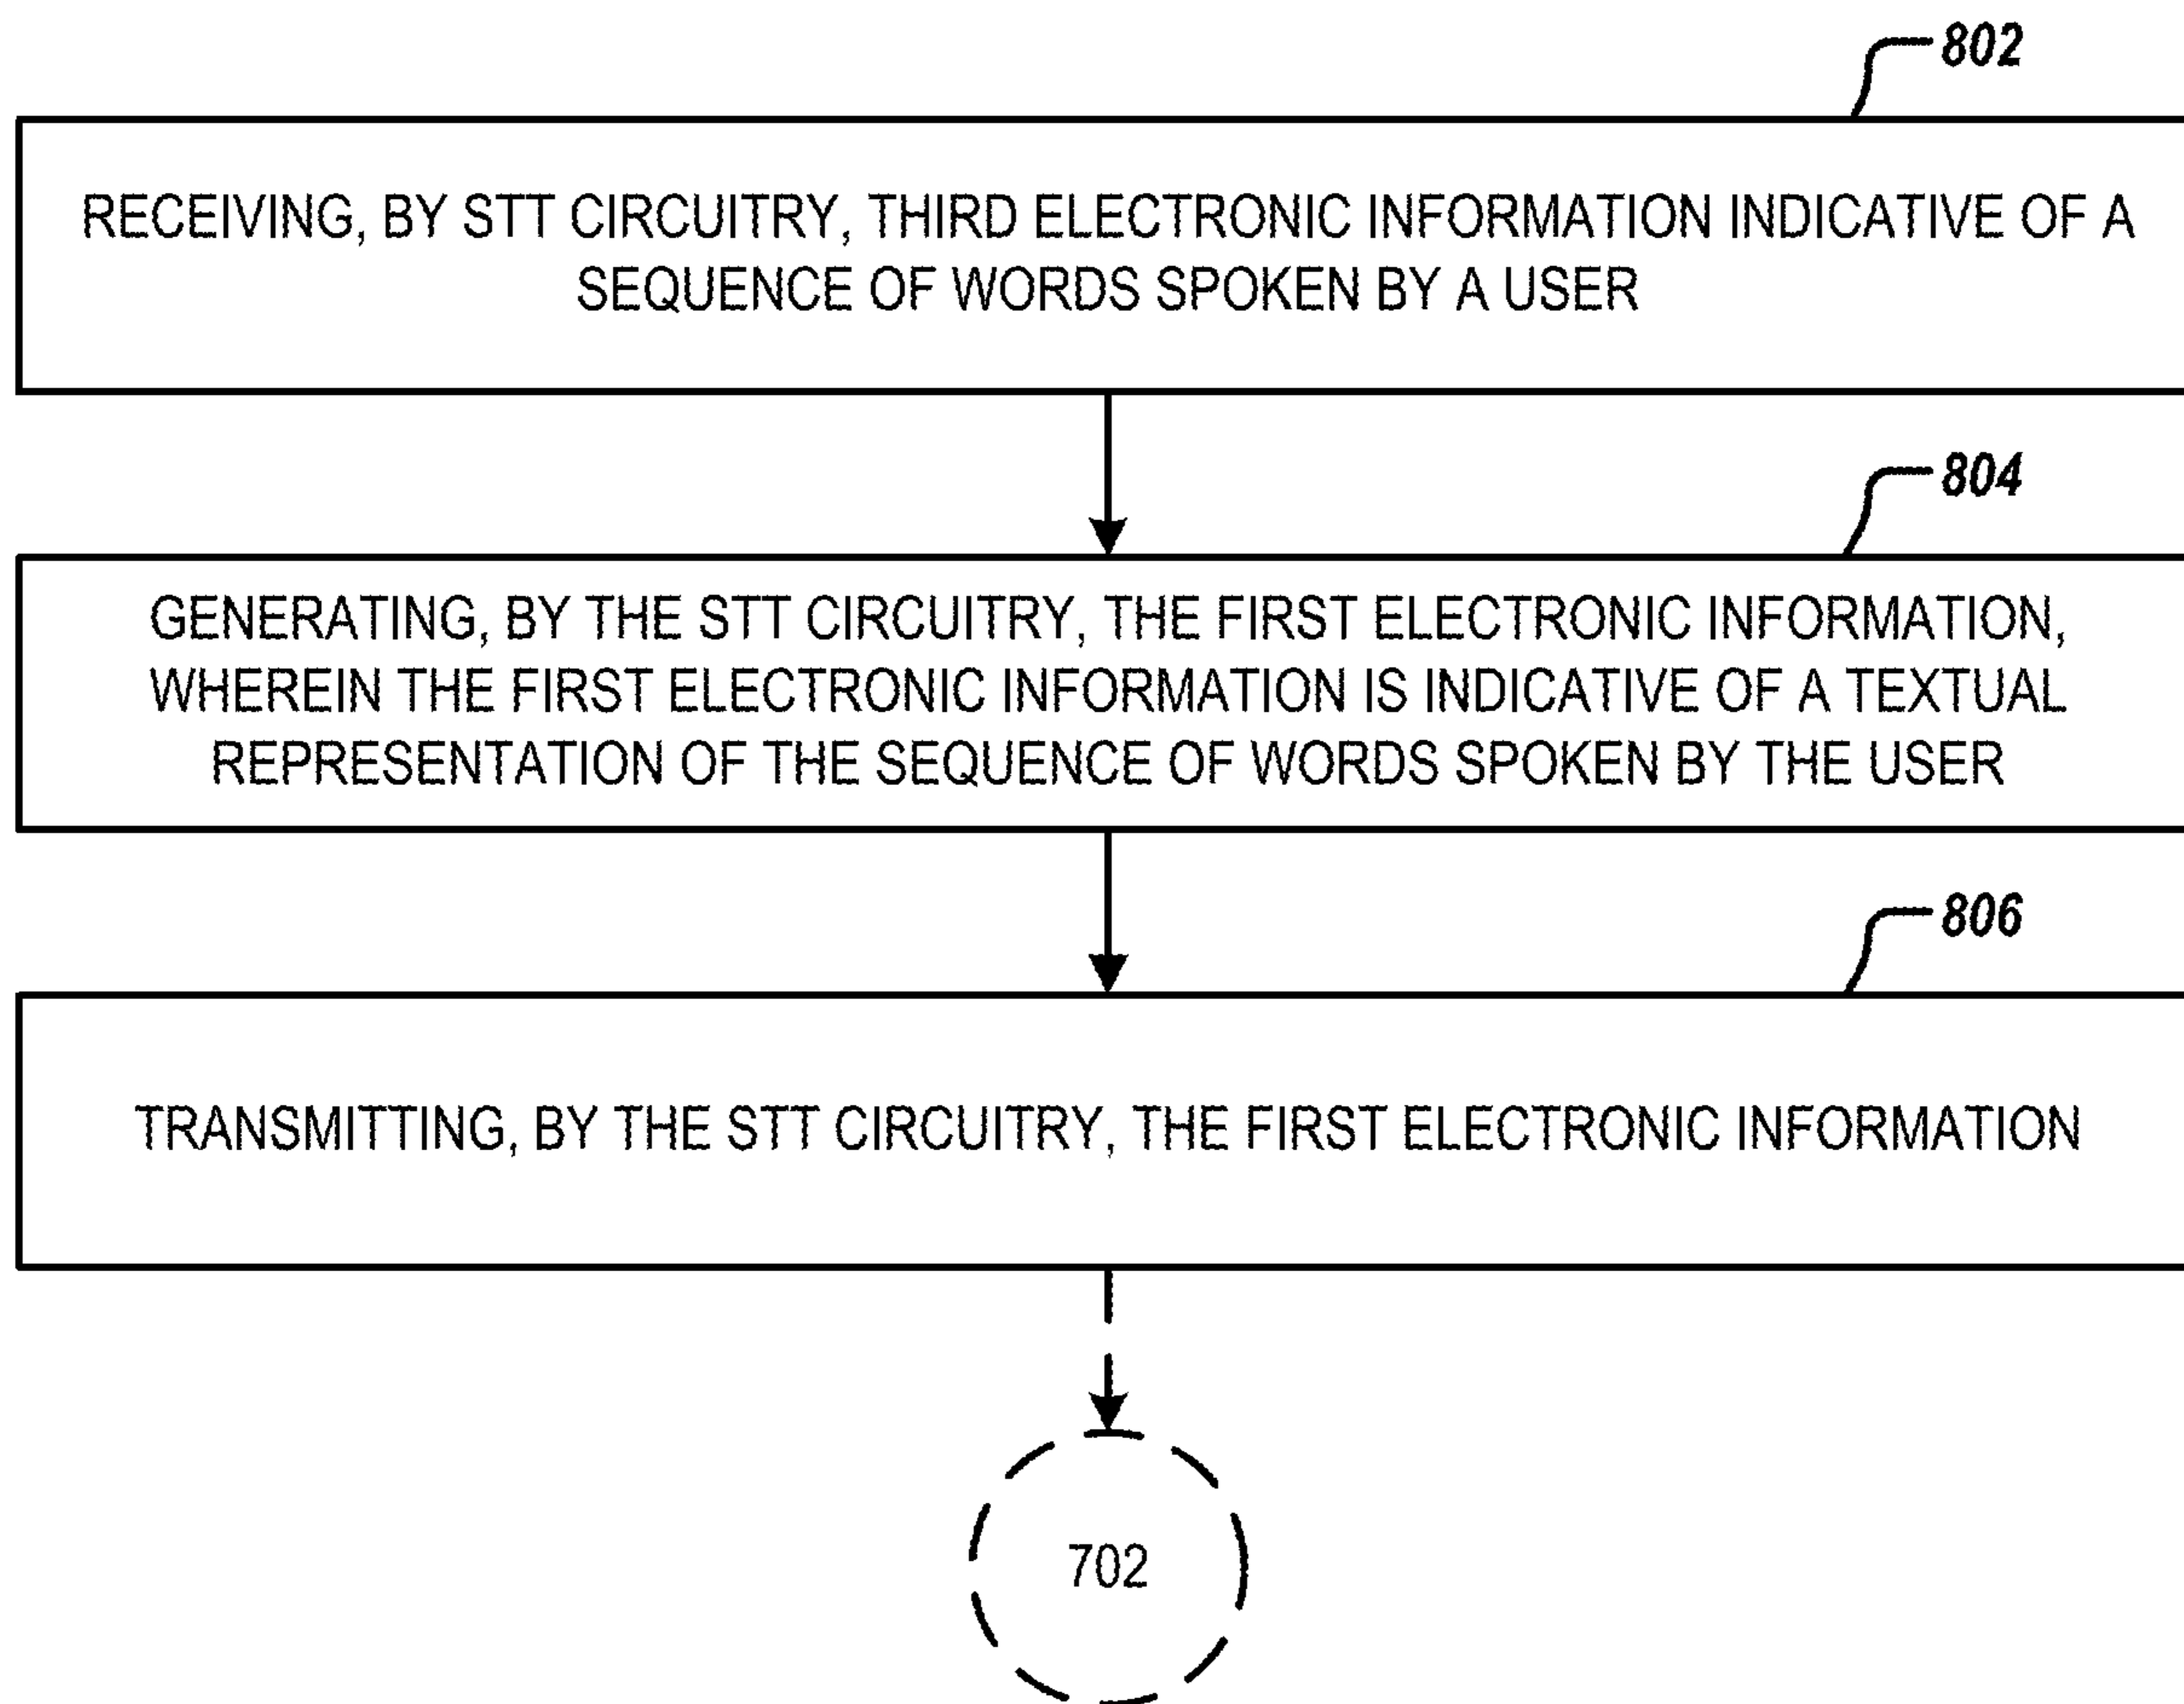 802
RECEIVING, BY STT CIRCUITRY, THIRD ELECTRONIC INFORMATION INDICATIVE OF A
SEQUENCE OF WORDS SPOKEN BY A USER
804
GENERATING, BY THE STT CIRCUITRY, THE FIRST ELECTRONIC INFORMATION,
WHEREIN THE FIRST ELECTRONIC INFORMATION IS INDICATIVE OF A TEXTUAL
REPRESENTATION OF THE SEQUENCE OF WORDS SPOKEN BY THE USER
806
TRANSMITTING, BY THE STT CIRCUITRY, THE FIRST ELECTRONIC INFORMATION
702